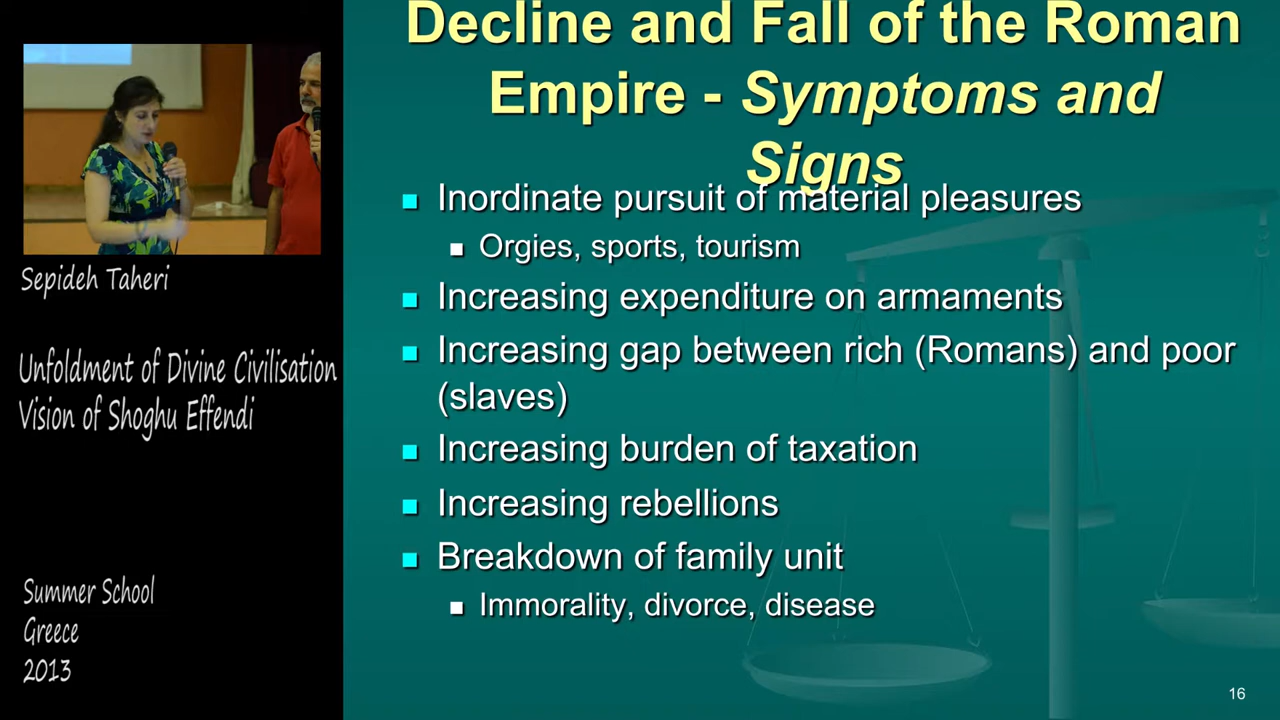 Decline and Fall of the Roman
Empire - Symptoms and
Signs
Inordinate pursuit of material pleasures
Orgies, sports, tourism
Increasing expenditure on armaments
Increasing gap between rich (Romans) and poor
(slaves)
Increasing burden of taxation
Increasing rebellions
Breakdown of family unit
Immorality, divorce, disease
16
Sepideh Taheri
Unfoldment of Divine Civilisation
Vision of Shoghu Effendi
Summer School
Greece
2013